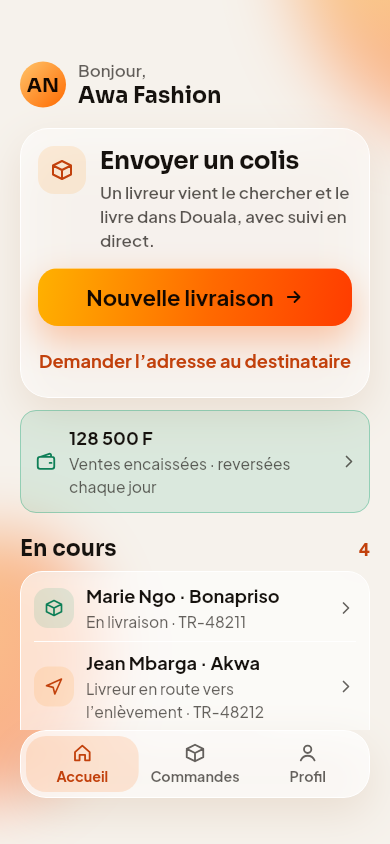 AN
Bonjour,
Awa Fashion
Envoyer un colis
Un livreur vient le chercher et le
livre dans Douala, avec suivi en
direct.
Nouvelle livraison →
Demander l’adresse au destinataire
128 500 F
Ventes encaissées · reversées
chaque jour
En cours
4
Marie Ngo · Bonapriso
En livraison · TR-48211
Jean Mbarga · Akwa
Livreur en route vers
l’enlèvement · TR-48212
Accueil
Commandes
Profil